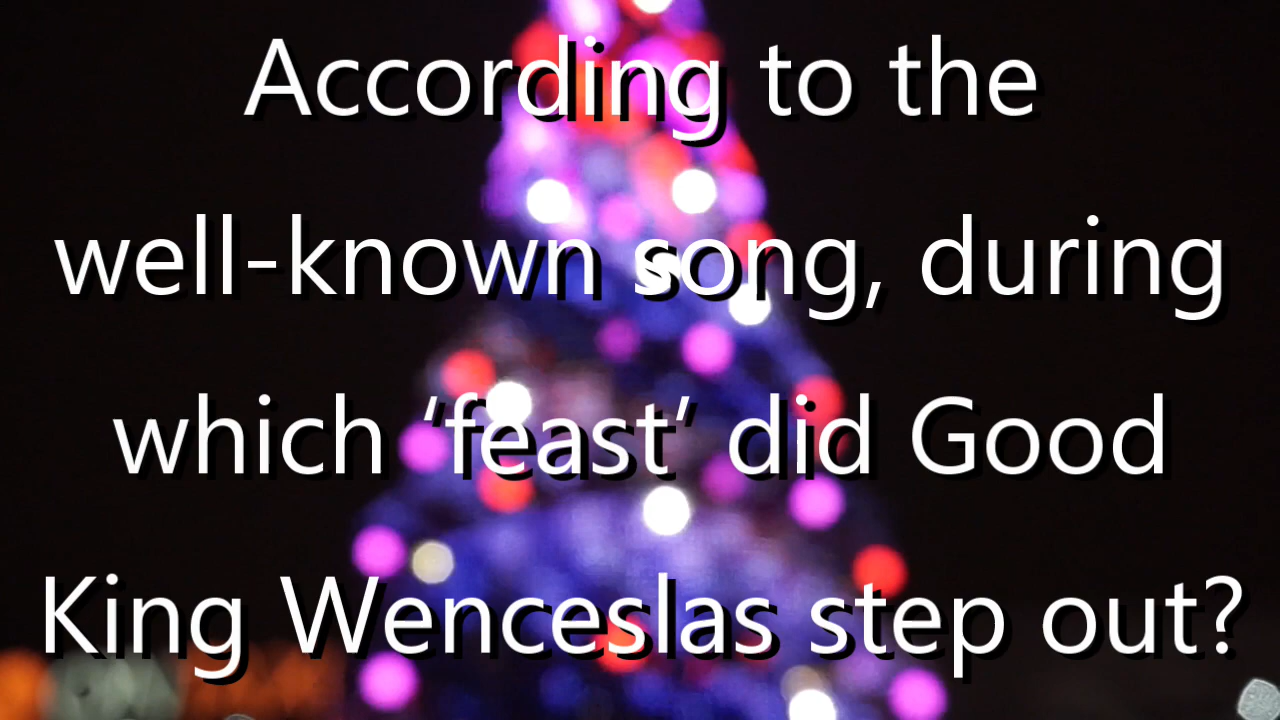 According to the
well-known song, during
which ‘feast’ did Good
King Wenceslas step out?